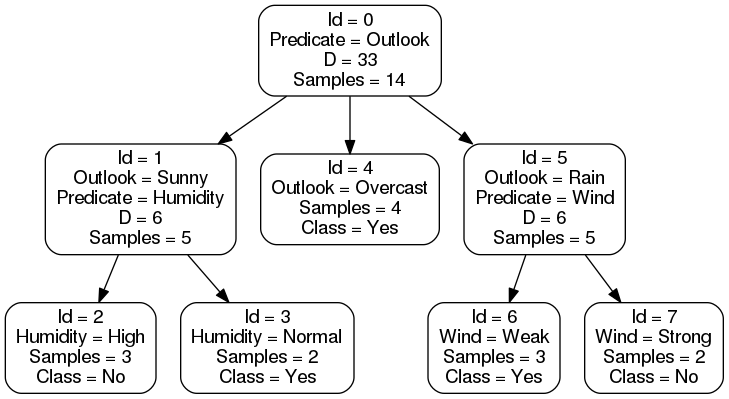 Id = 0
Predicate = Outlook
D = 33
Samples = 14
Id = 1
Outlook = Sunny
Predicate = Humidity
D = 6
Samples = 5
Id = 4
Outlook = Overcast
Samples = 4
Class = Yes
Id = 5
Outlook = Rain
Predicate = Wind
D = 6
Samples = 5
Id = 2
Humidity = High
Samples = 3
Class = No
Id = 3
Humidity = Normal
Samples = 2
Class = Yes
Id = 6
Wind = Weak
Samples = 3
Class = Yes
Id = 7
Wind = Strong
Samples = 2
Class = No